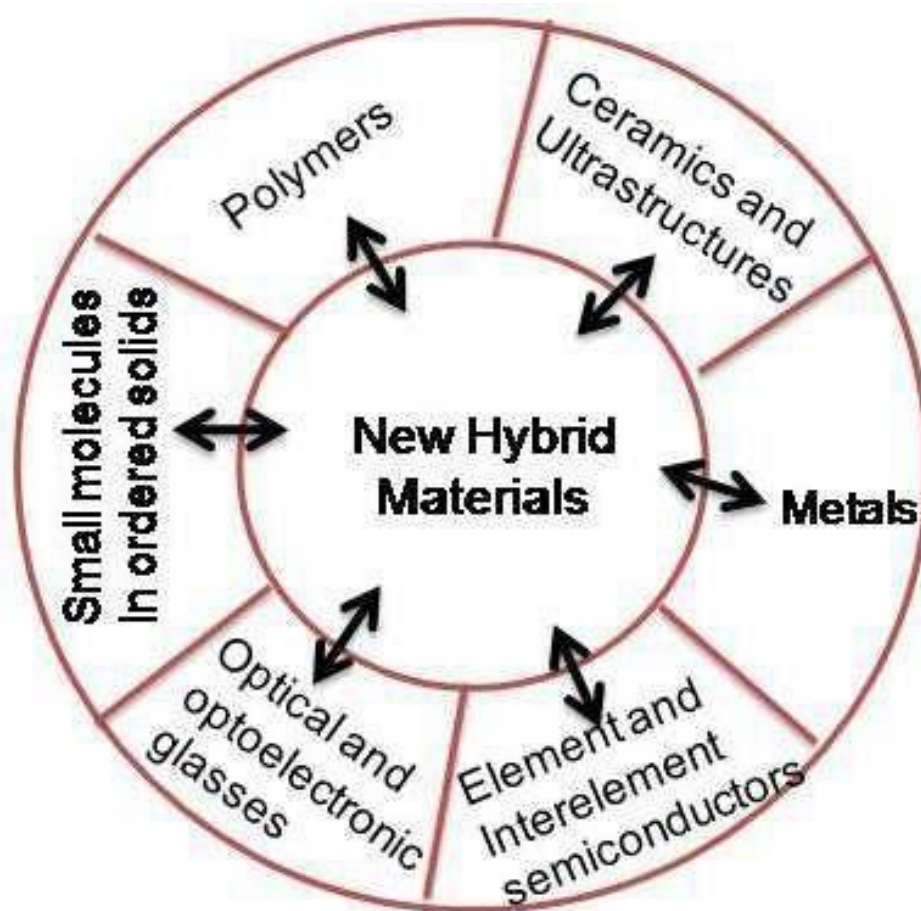 Polymers
Ceramics and
Ultrastructures
Small molecules
In ordered solids
New Hybrid
Materials
Metals
Optical and
optoelectronic
glasses
Element and
Interelement
semiconductors